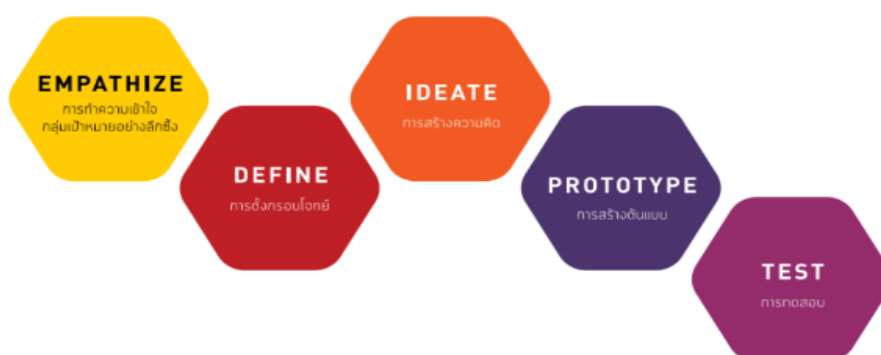 EMPATHIZE
การทำความเข้าใจ
กลุ่มเป้าหมายอย่างลึกซึ้ง
DEFINE
การตั้งกรอบโจทย์
IDEATE
การสร้างความคิด
PROTOTYPE
การสร้างต้นแบบ
TEST
การทดสอบ